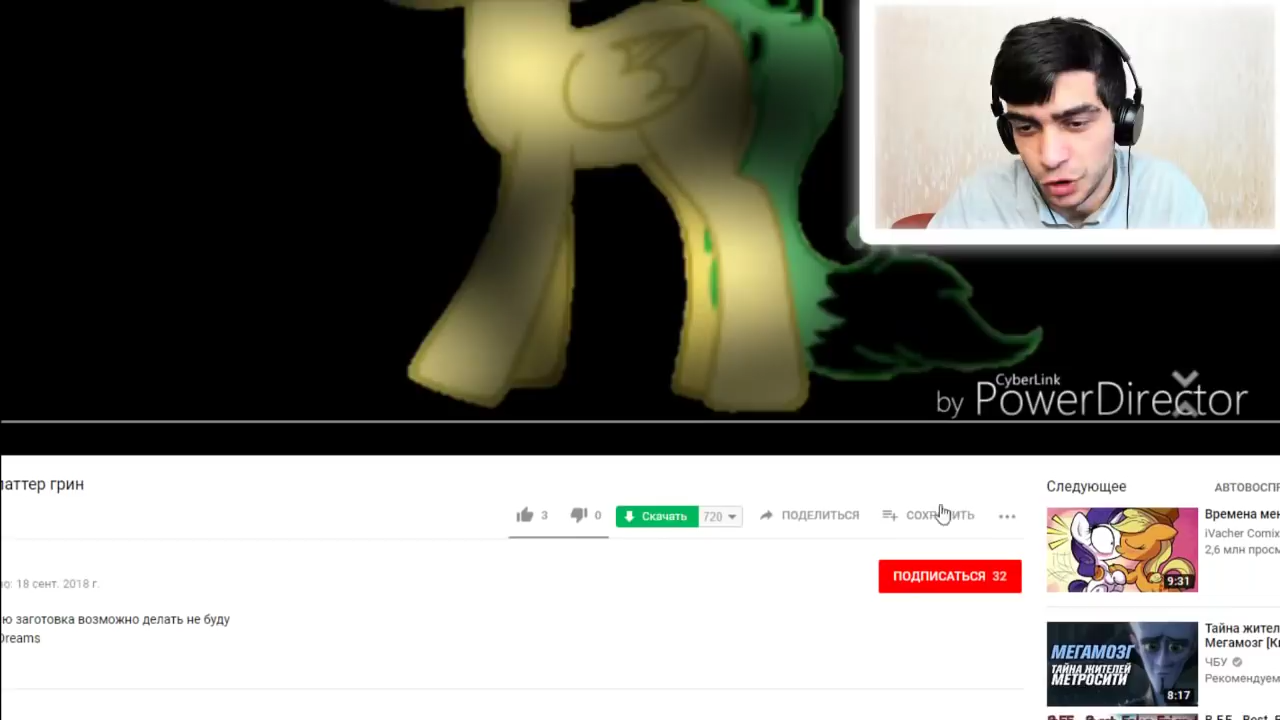 CyberLink
by PowerDirector
латтер грин
3
0
Скачать
720
ПОДЕЛИТЬСЯ
СОХРАНИТЬ
Следующее
АВТОВОСПР
Времена мен
iVacher Comix
2,6 млн просм
9:31
о: 18 сент. 2018 г.
ПОДПИСАТЬСЯ 32
ю заготовка возможно делать не буду
Dreams
МЕГАМОЗГ
ТАЙНА ЖИТЕЛЕЙ
МЕТРОСИТИ
8:17
Тайна жител
Мегамозг [К
ЧБУ
Рекомендуем